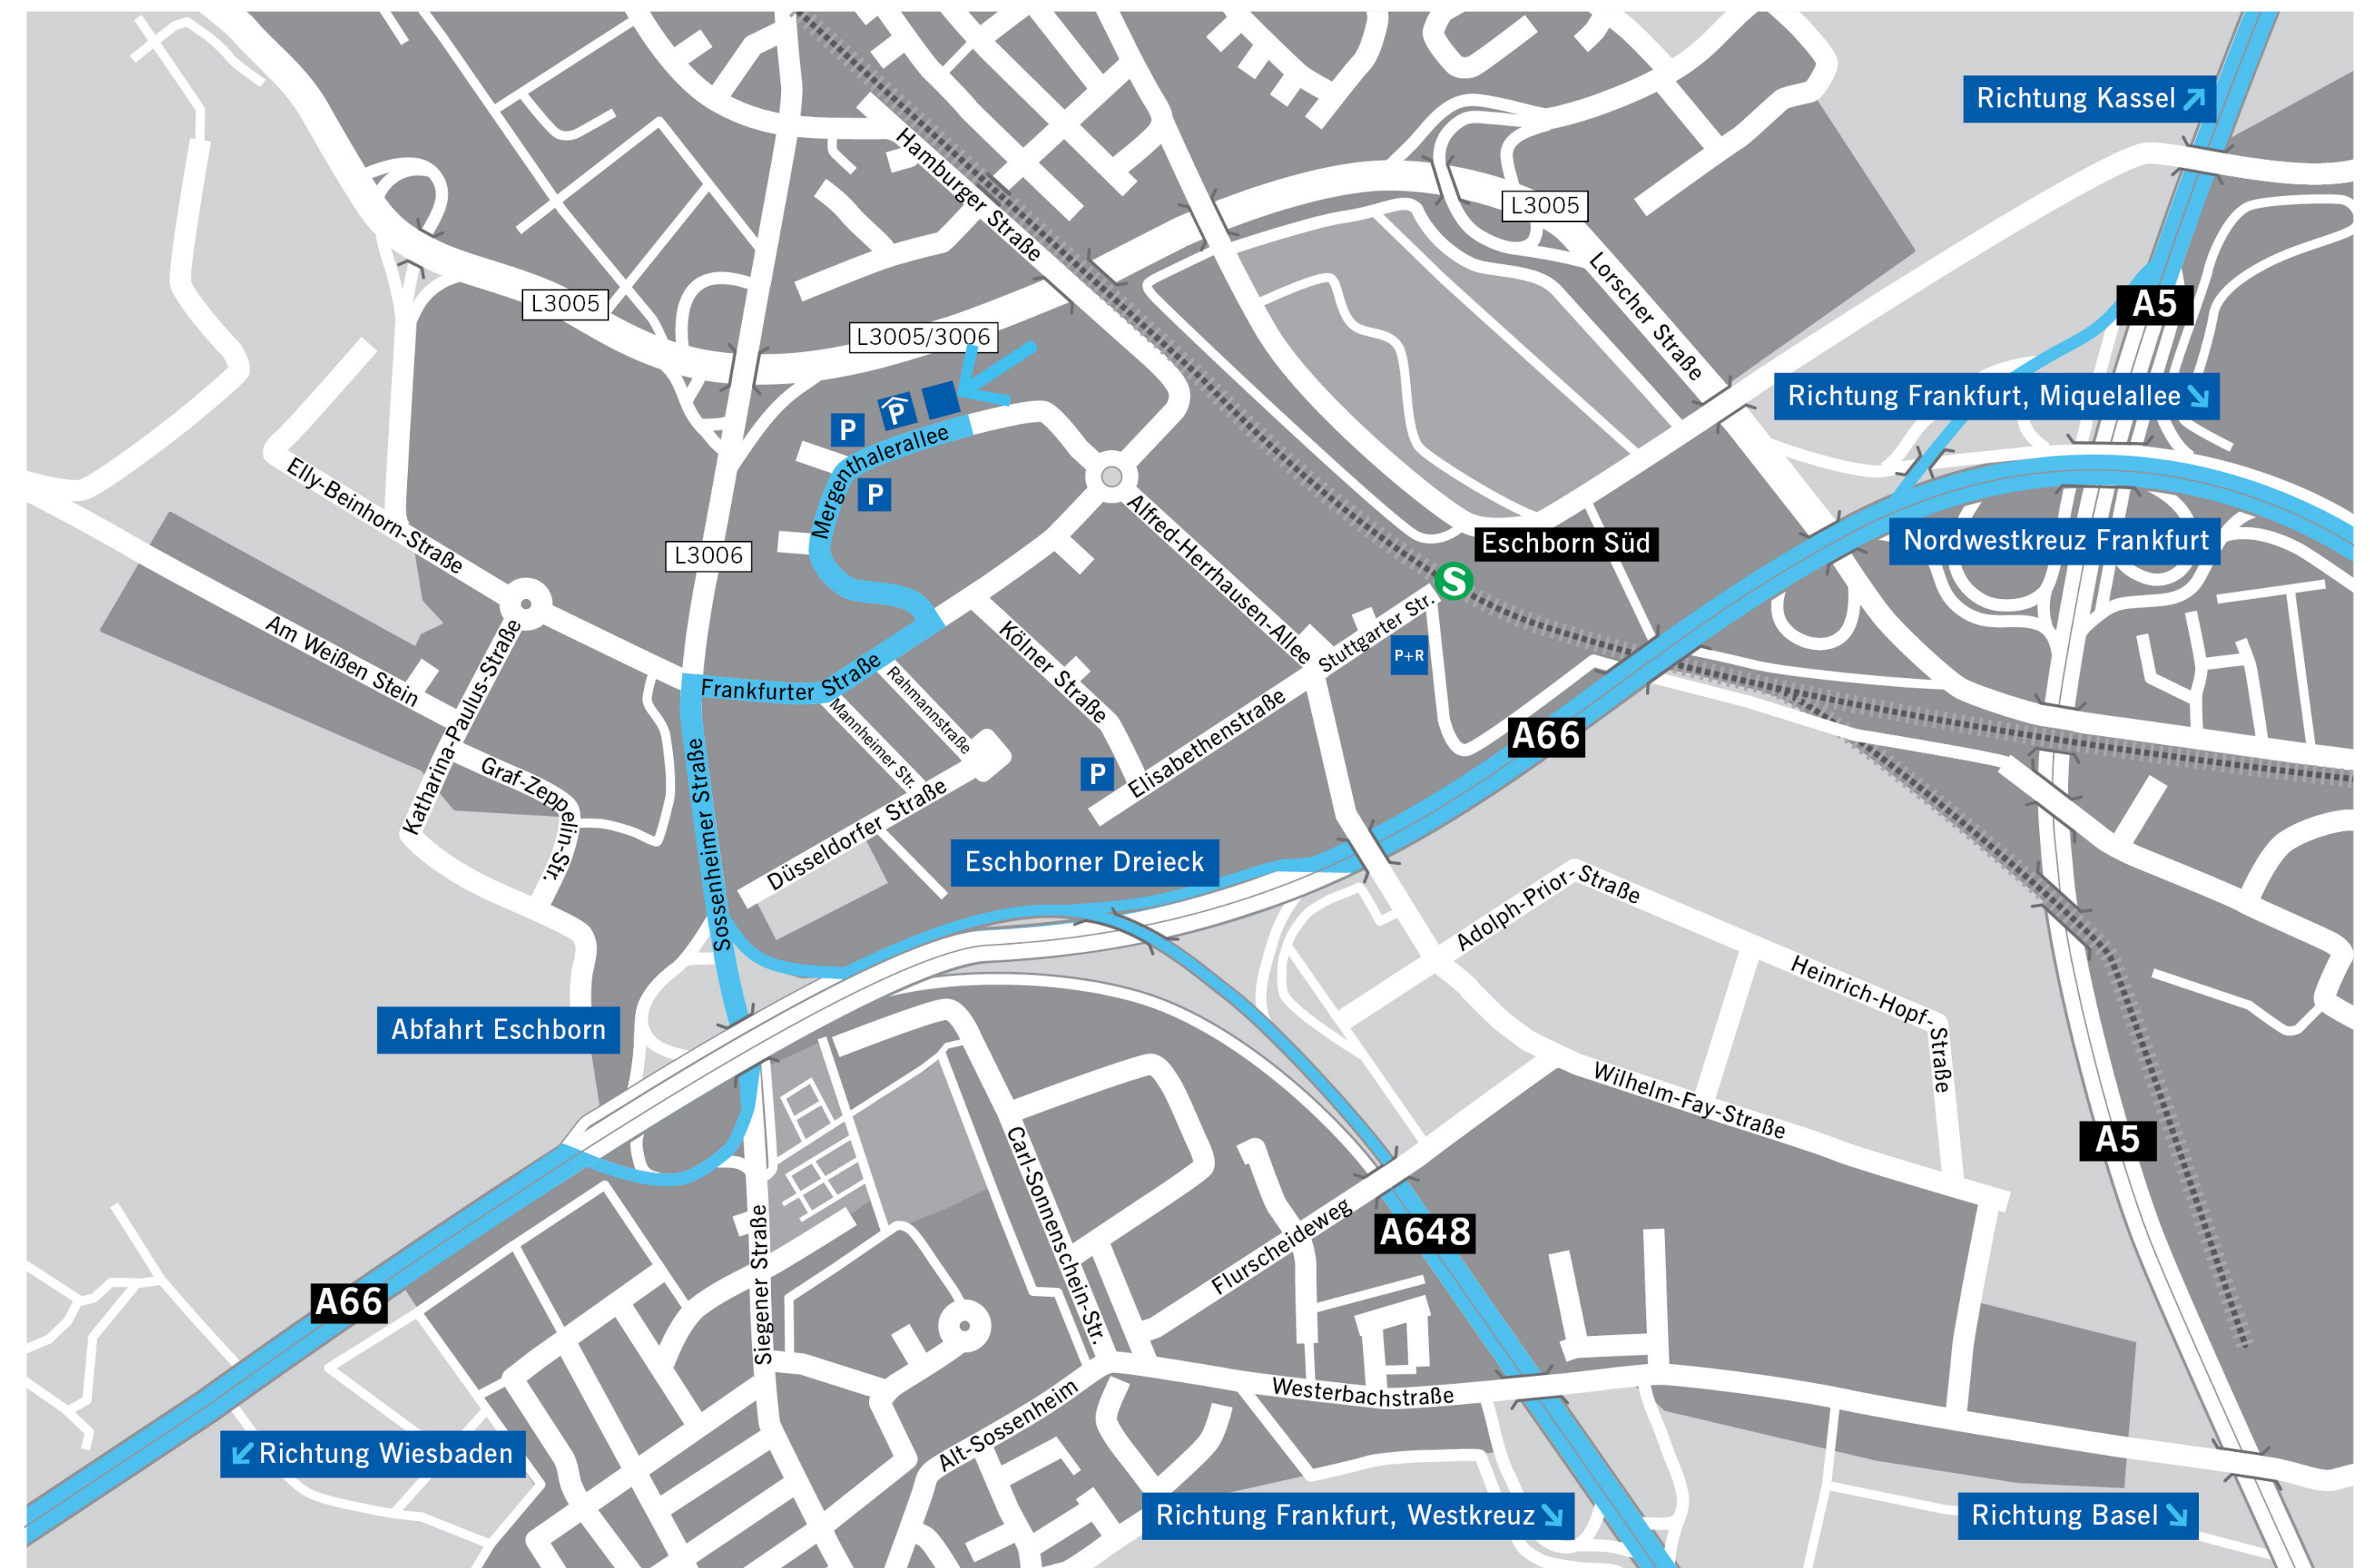 Richtung Kassel
Hamburger Straße
L3005
L3005
Lorscher Straße
A5
L3005/3006
Richtung Frankfurt, Miquelallee
P
P
Mergenthalerallee
P
Elly-Beinhorn-Straße
Alfred-Herrhausen-Allee
Eschborn Süd
Nordwestkreuz Frankfurt
L3006
S
Stuttgarter Str.
P+R
Am Weißen Stein
Katharina-Paulus-Straße
Kölner Straße
Frankfurter Straße
Rahmannstraße
Mannheimer Str.
Elisabethenstraße
A66
Graf-Zeppelin-Str.
Sossenheimer Straße
P
Düsseldorfer Straße
Eschborner Dreieck
Adolph-Prior-Straße
Heinrich-Hopf-Straße
Abfahrt Eschborn
Wilhelm-Fay-Straße
A5
Carl-Sonnenschein-Str.
Flurscheideweg
A648
Siegener Straße
A66
Westerbachstraße
Alt-Sossenheim
Richtung Wiesbaden
Richtung Frankfurt, Westkreuz
Richtung Basel